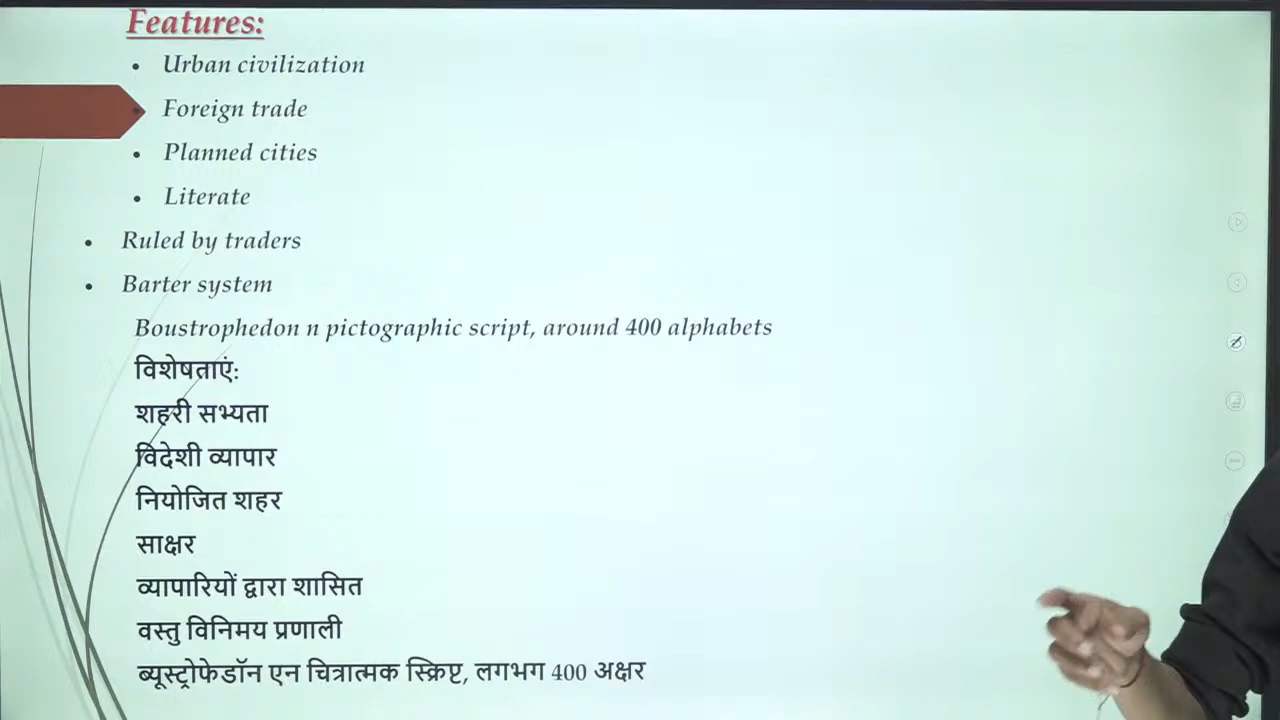 Features:
• Urban civilization
• Foreign trade
• Planned cities
• Literate
• Ruled by traders
• Barter system
Boustrophedon n pictographic script, around 400 alphabets
विशेषताएं:
शहरी सभ्यता
विदेशी व्यापार
नियोजित शहर
साक्षर
व्यापारियों द्वारा शासित
वस्तु विनिमय प्रणाली
ब्यूस्ट्रोफेडॉन एन चित्रात्मक स्क्रिप्ट, लगभग 400 अक्षर